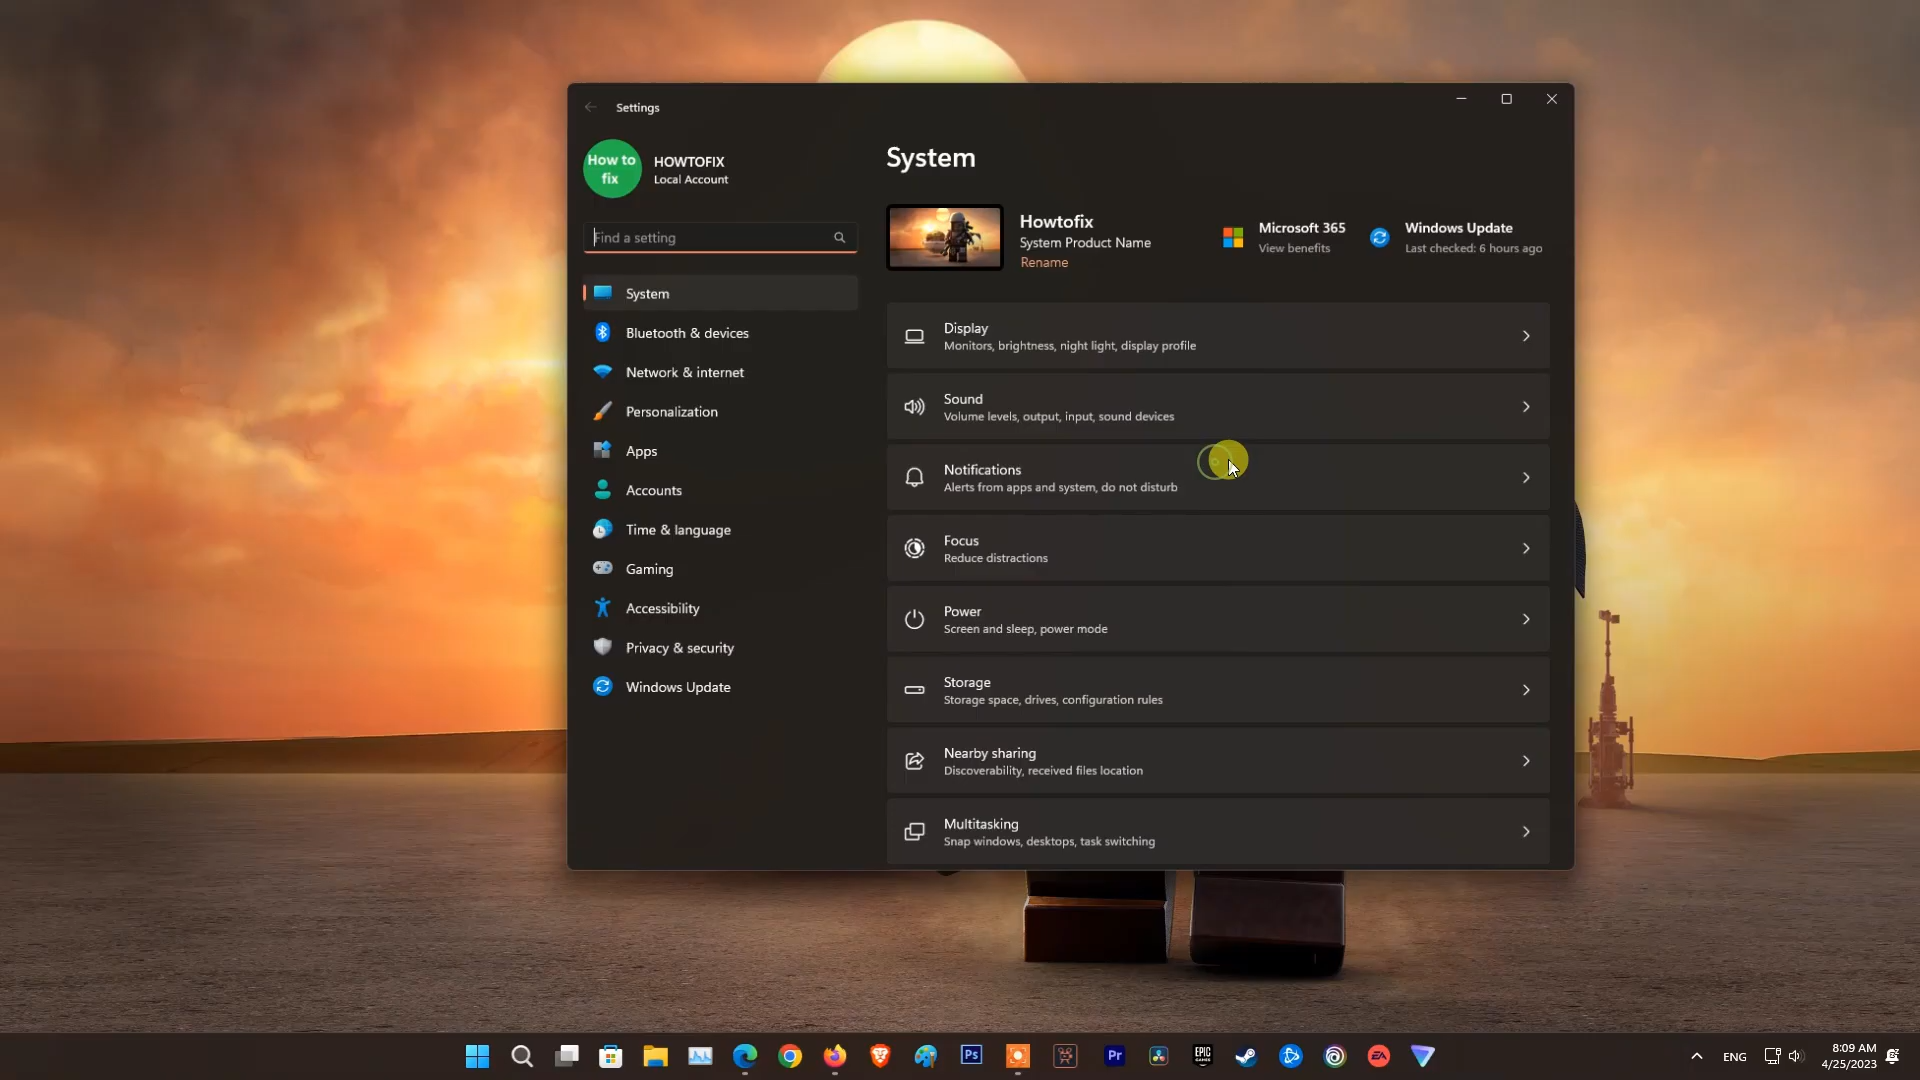 Settings
How to
fix
HOWTOFIX
Local Account
Find a setting
System
Bluetooth & devices
Network & internet
Personalization
Apps
Accounts
Time & language
Gaming
Accessibility
Privacy & security
Windows Update
System
Howtofix
System Product Name
Rename
Microsoft 365
View benefits
Windows Update
Last checked: 6 hours ago
Display
Monitors, brightness, night light, display profile
Sound
Volume levels, output, input, sound devices
Notifications
Alerts from apps and system, do not disturb
Focus
Reduce distractions
Power
Screen and sleep, power mode
Storage
Storage space, drives, configuration rules
Nearby sharing
Discoverability, received files location
Multitasking
Snap windows, desktops, task switching
Ps
Pr
EPIC
GAMES
EA
ENG
8:09 AM
4/25/2023